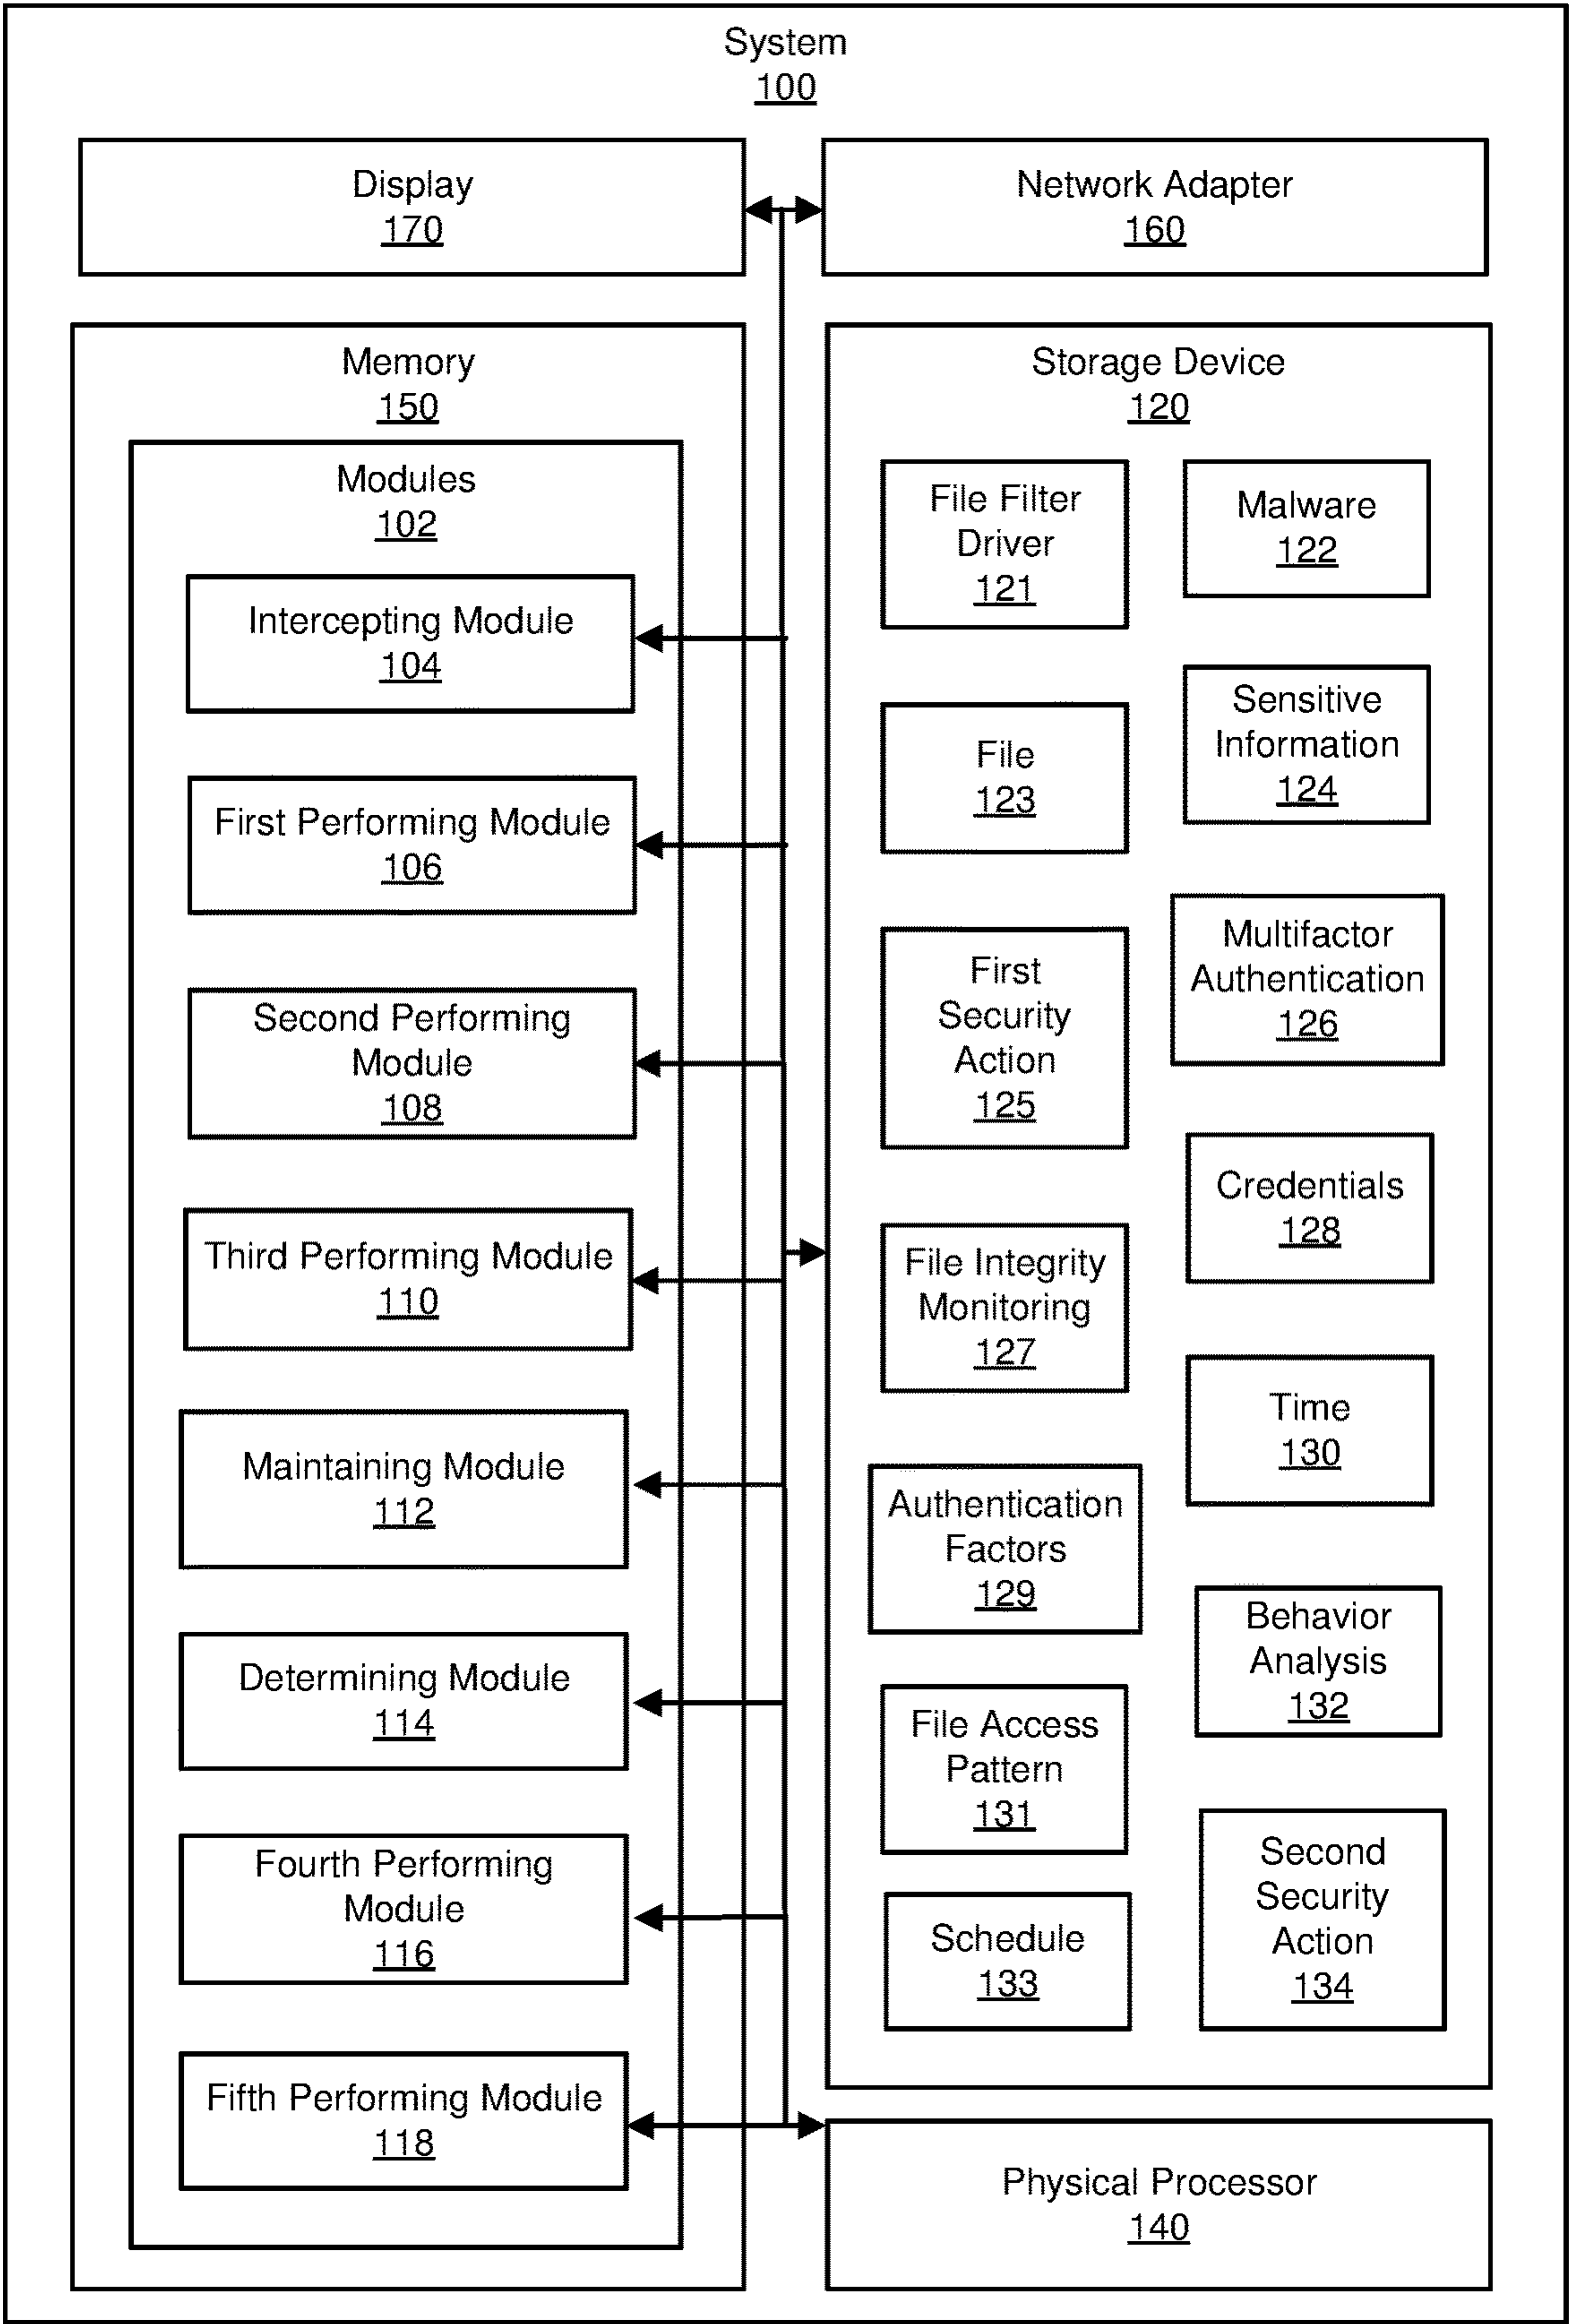 System
100
Display
170
Network Adapter
160
Memory
150
Modules
102
Intercepting Module
104
First Performing Module
106
Second Performing
Module
108
Third Performing Module
110
Maintaining Module
112
Determining Module
114
Fourth Performing
Module
116
Fifth Performing Module
118
Storage Device
120
File Filter
Driver
121
Malware
122
File
123
Sensitive
Information
124
First
Security
Action
125
Multifactor
Authentication
126
File Integrity
Monitoring
127
Credentials
128
Authentication
Factors
129
Time
130
File Access
Pattern
131
Behavior
Analysis
132
Schedule
133
Second
Security
Action
134
Physical Processor
140